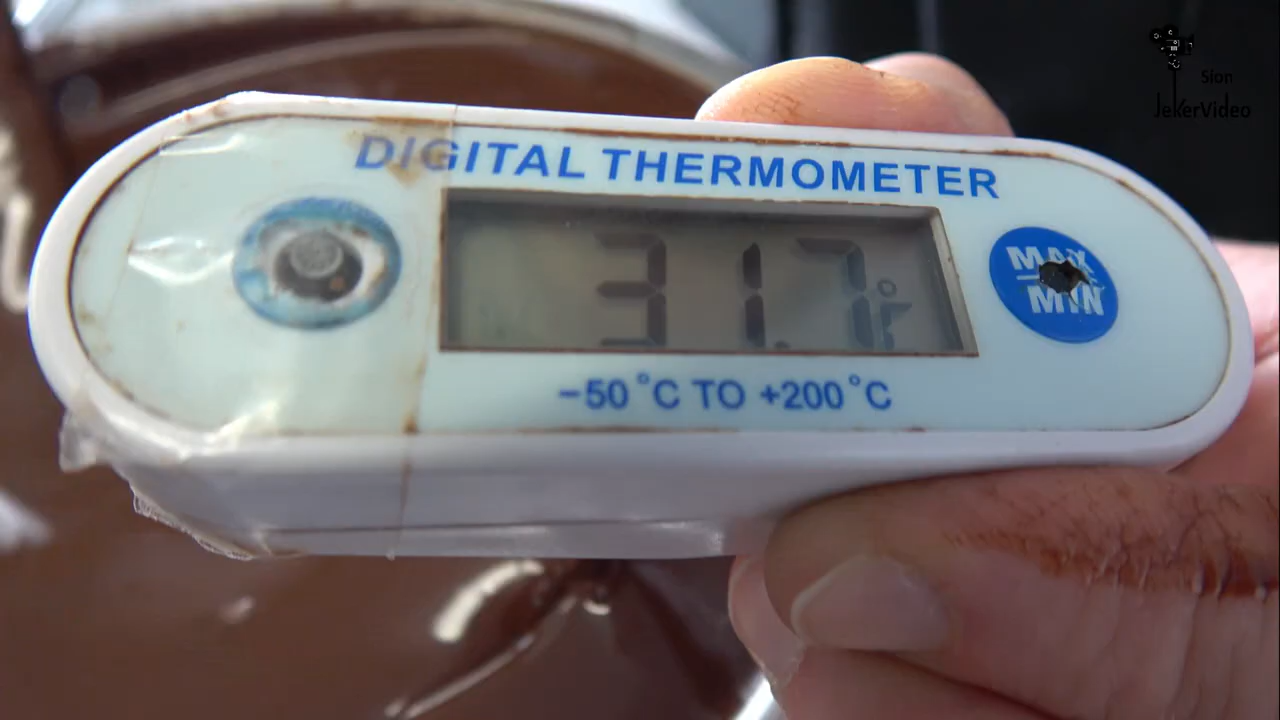 Sion
JekerVideo
DIGITAL THERMOMETER
31.7°
MAX
MIN
-50°C TO +200°C